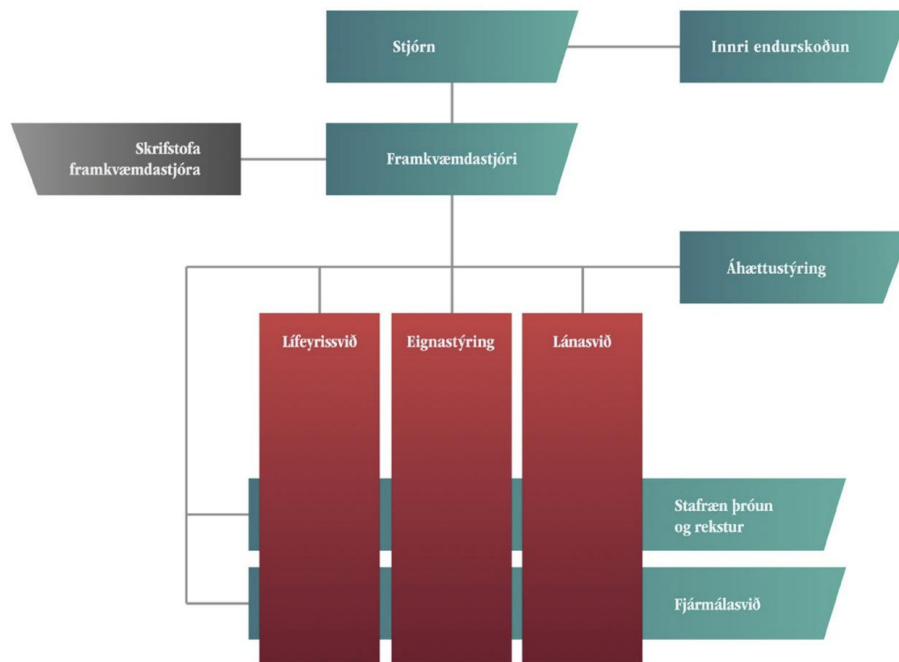 Stjórn
Innri endurskoðun
Skrifstofa
framkvæmdastjóra
Framkvæmdastjóri
Áhættustýring
Lífeyrissvið
Eignastýring
Lánasvið
Stafræn þróun
og rekstur
Fjármálasvið